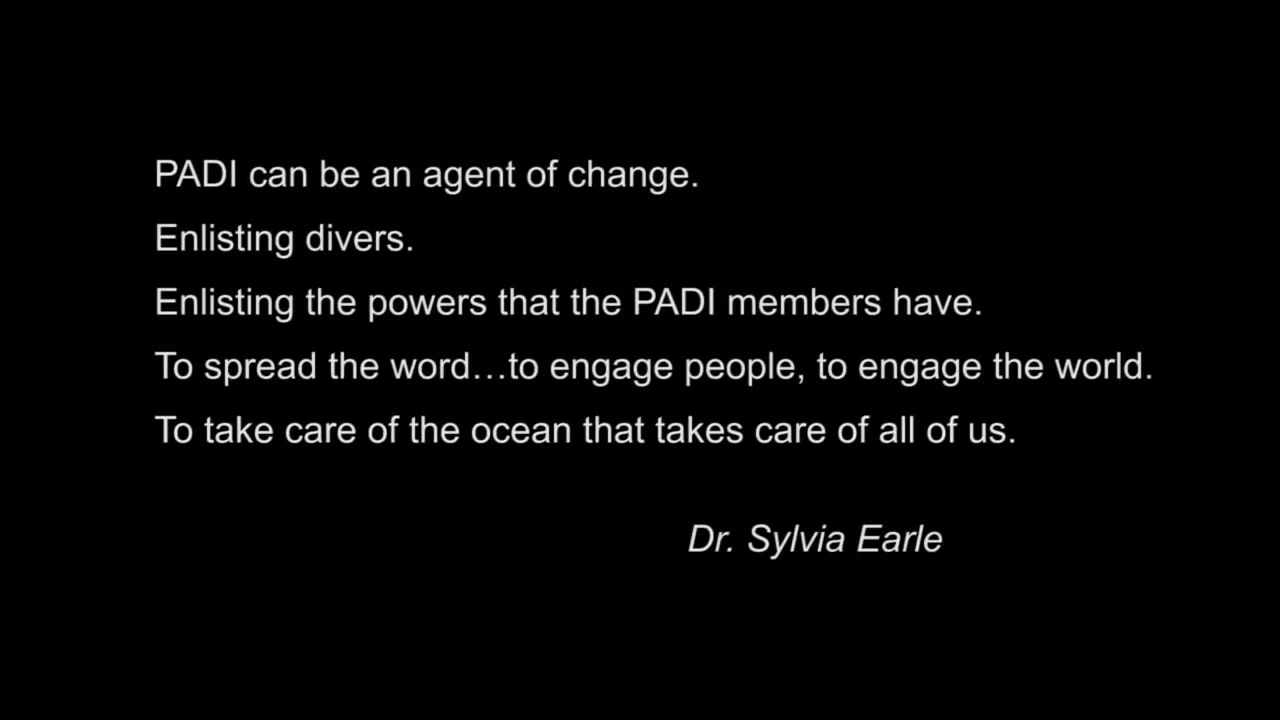 PADI can be an agent of change.
Enlisting divers.
Enlisting the powers that the PADI members have.
To spread the word…to engage people, to engage the world.
To take care of the ocean that takes care of all of us.
Dr. Sylvia Earle